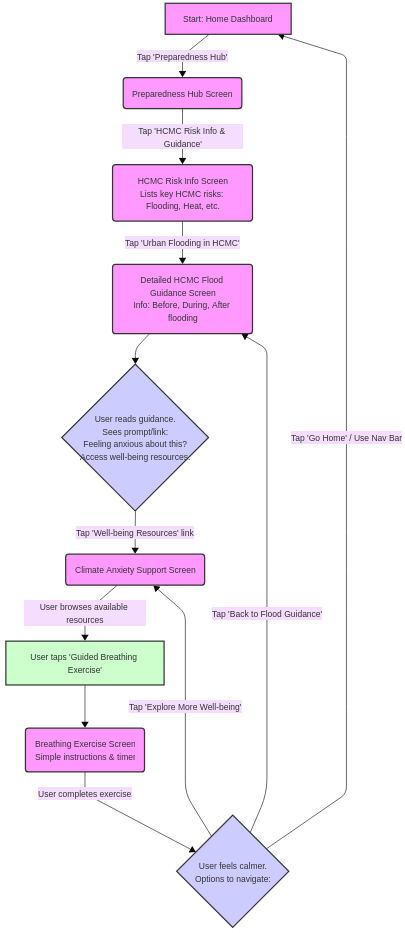 Start: Home Dashboard
Tap 'Preparedness Hub'
Preparedness Hub Screen
Tap 'HCMC Risk Info &
Guidance'
HCMC Risk Info Screen
Lists key HCMC risks:
Flooding, Heat, etc.
Tap 'Urban Flooding in HCMC'
Detailed HCMC Flood
Guidance Screen
Info: Before, During, After
flooding
User reads guidance.
Sees prompt/link:
Feeling anxious about this?
Access well-being resources.
Tap 'Go Home' / Use Nav Bar
Tap 'Well-being Resources' link
Climate Anxiety Support Screen
User browses available
resources
Tap 'Back to Flood Guidance'
User taps 'Guided Breathing
Exercise'
Tap 'Explore More Well-being'
Breathing Exercise Screen
Simple instructions & timer
User completes exercise
User feels calmer.
Options to navigate: